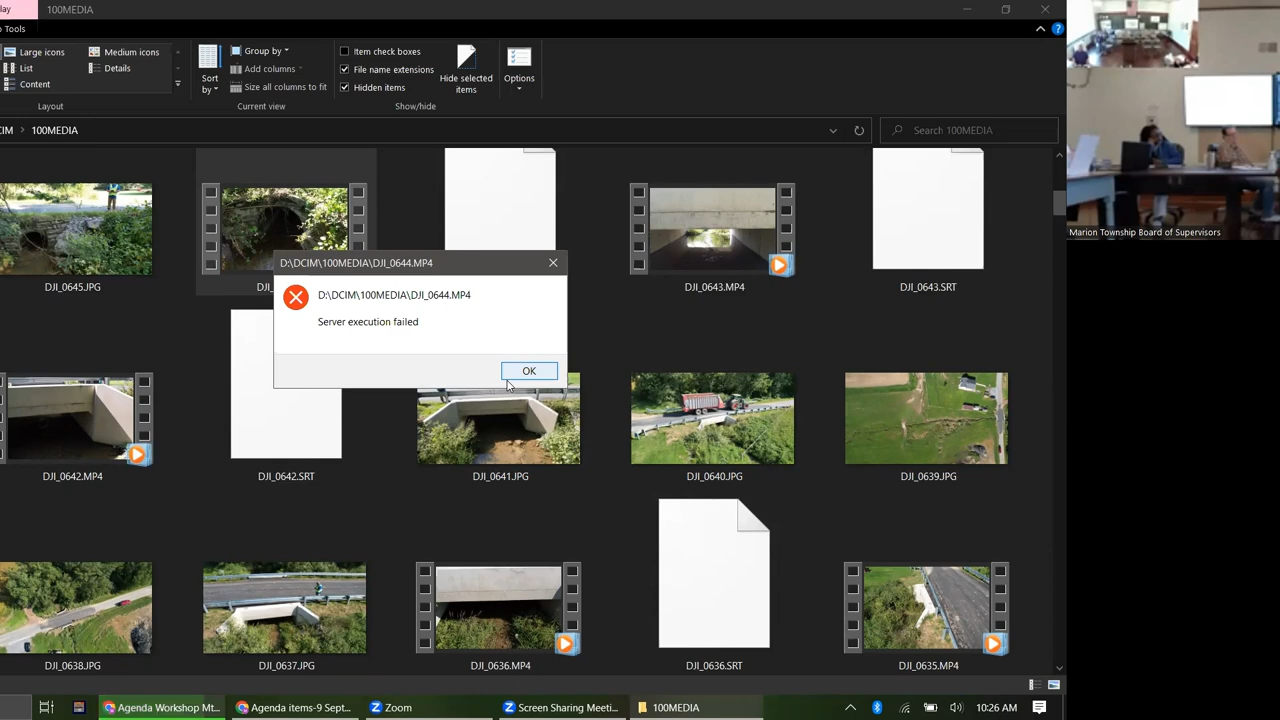 lay
100MEDIA
Tools
Large icons
Medium icons
List
Details
Content
Layout
Sort
by
Group by
Add columns
Size all columns to fit
Current view
Item check boxes
File name extensions
Hidden items
Hide selected
items
Show/hide
Options
CIM
100MEDIA
Search 100MEDIA
Marion Township Board of Supervisors
DJI_0645.JPG
DJI_
DJI_0643.MP4
DJI_0643.SRT
D:\DCIM\100MEDIA\DJI_0644.MP4
D:\DCIM\100MEDIA\DJI_0644.MP4
Server execution failed
OK
DJI_0642.MP4
DJI_0642.SRT
DJI_0641.JPG
DJI_0640.JPG
DJI_0639.JPG
DJI_0638.JPG
DJI_0637.JPG
DJI_0636.MP4
DJI_0636.SRT
DJI_0635.MP4
Agenda Workshop Mt...
Agenda items-9 Sept...
Zoom
Screen Sharing Meeti...
100MEDIA
10:26 AM